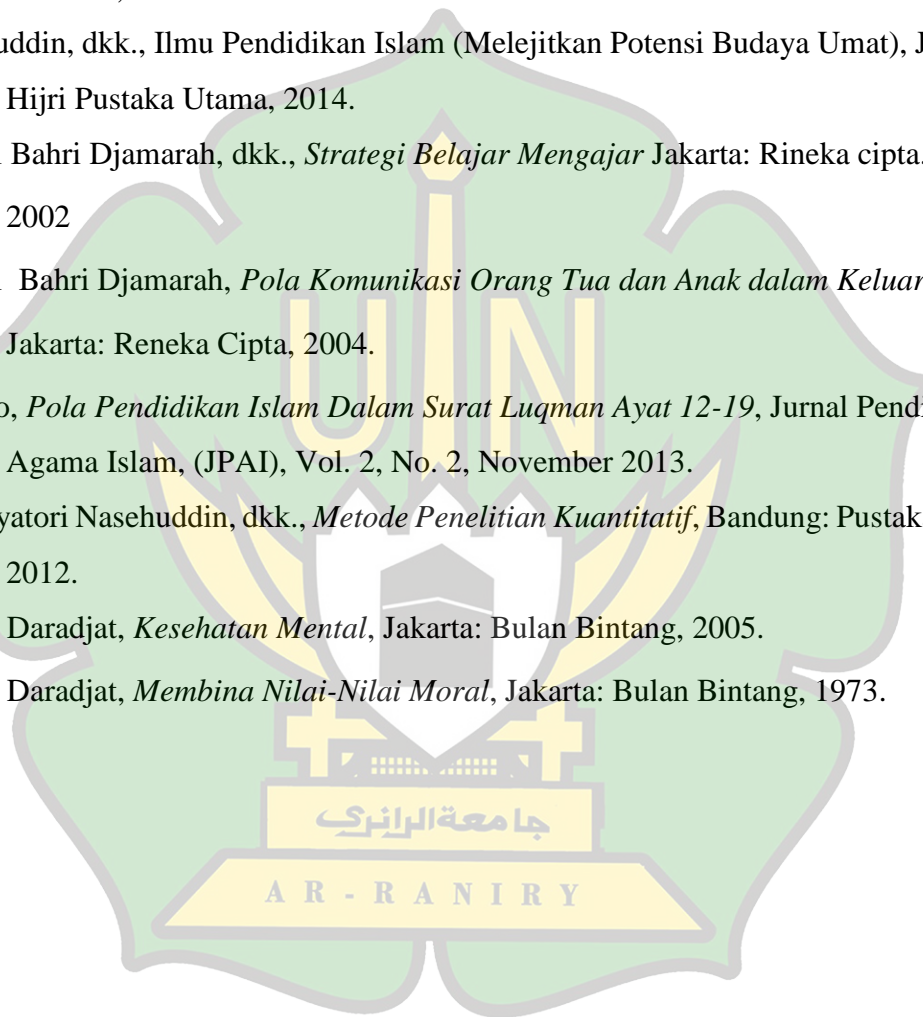 uddin, dkk., Ilmu Pendidikan Islam (Melejitkan Potensi Budaya Umat), J
Hijri Pustaka Utama, 2014.
Bahri Djamarah, dkk., Strategi Belajar Mengajar Jakarta: Rineka cipta.
2002
Bahri Djamarah, Pola Komunikasi Orang Tua dan Anak dalam Keluar
Jakarta: Reneka Cipta, 2004.
o, Pola Pendidikan Islam Dalam Surat Luqman Ayat 12-19, Jurnal Pendi
Agama Islam, (JPAI), Vol. 2, No. 2, November 2013.
yatori Nasehuddin, dkk., Metode Penelitian Kuantitatif, Bandung: Pustak
2012.
Daradjat, Kesehatan Mental, Jakarta: Bulan Bintang, 2005.
Daradjat, Membina Nilai-Nilai Moral, Jakarta: Bulan Bintang, 1973.
UIN
جامعة الرانري
AR-RANIRY